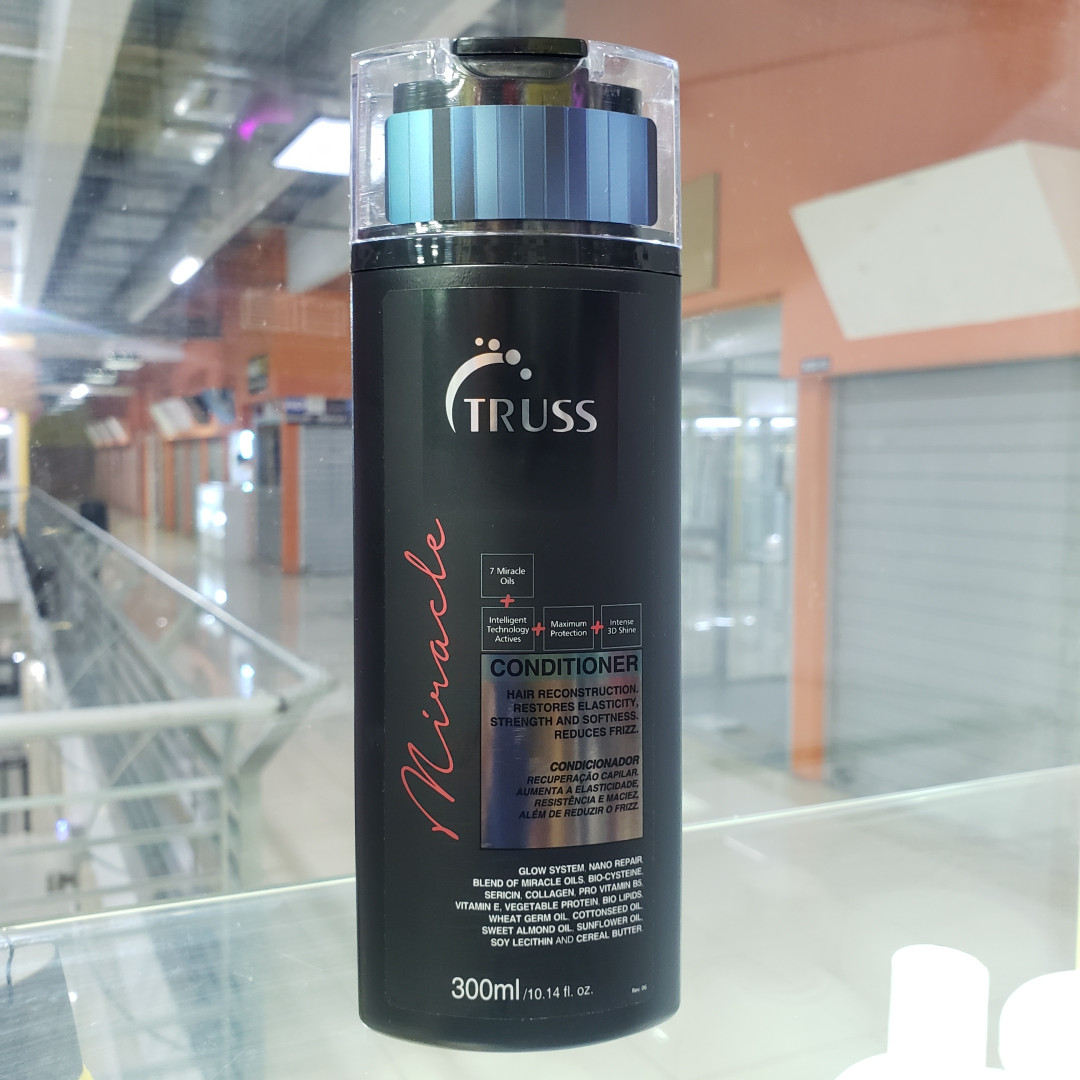 TRUSS
Miracle
7 Miracle
Oils
+
Intelligent
Technology
Actives
+
Maximum
Protection
+
Intense
3D Shine
CONDITIONER
HAIR RECONSTRUCTION.
RESTORES ELASTICITY,
STRENGTH AND SOFTNESS.
REDUCES FRIZZ.
CONDICIONADOR
RECUPERAÇÃO CAPILAR.
AUMENTA A ELASTICIDADE,
RESISTÊNCIA E MACIEZ,
ALÉM DE REDUZIR O FRIZZ.
GLOW SYSTEM, NANO REPAIR,
BLEND OF MIRACLE OILS, BIO-CYSTEINE,
SERICIN, COLLAGEN, PRO VITAMIN B5,
VITAMIN E, VEGETABLE PROTEIN, BIO LIPIDS,
WHEAT GERM OIL, COTTONSEED OIL,
SWEET ALMOND OIL, SUNFLOWER OIL,
SOY LECITHIN AND CEREAL BUTTER.
300ml/10.14 fl. oz.
Rev. 06